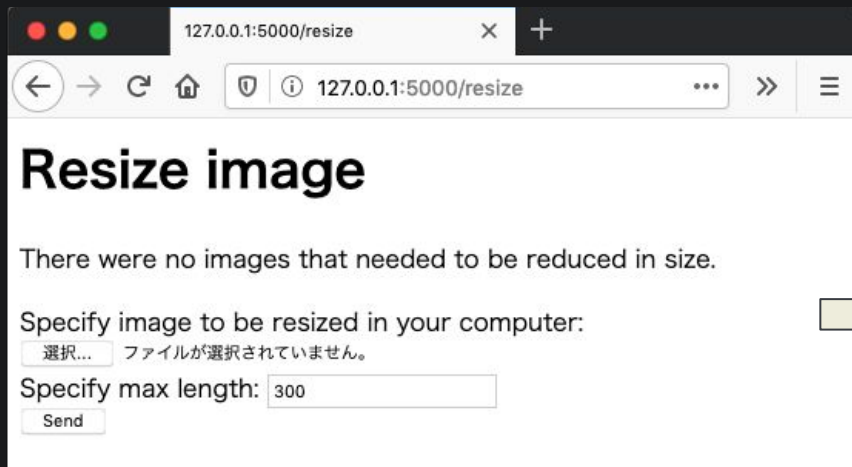 127.0.0.1:5000/resize
127.0.0.1:5000/resize
Resize image
There were no images that needed to be reduced in size.
Specify image to be resized in your computer:
選択... ファイルが選択されていません。
Specify max length: 300
Send